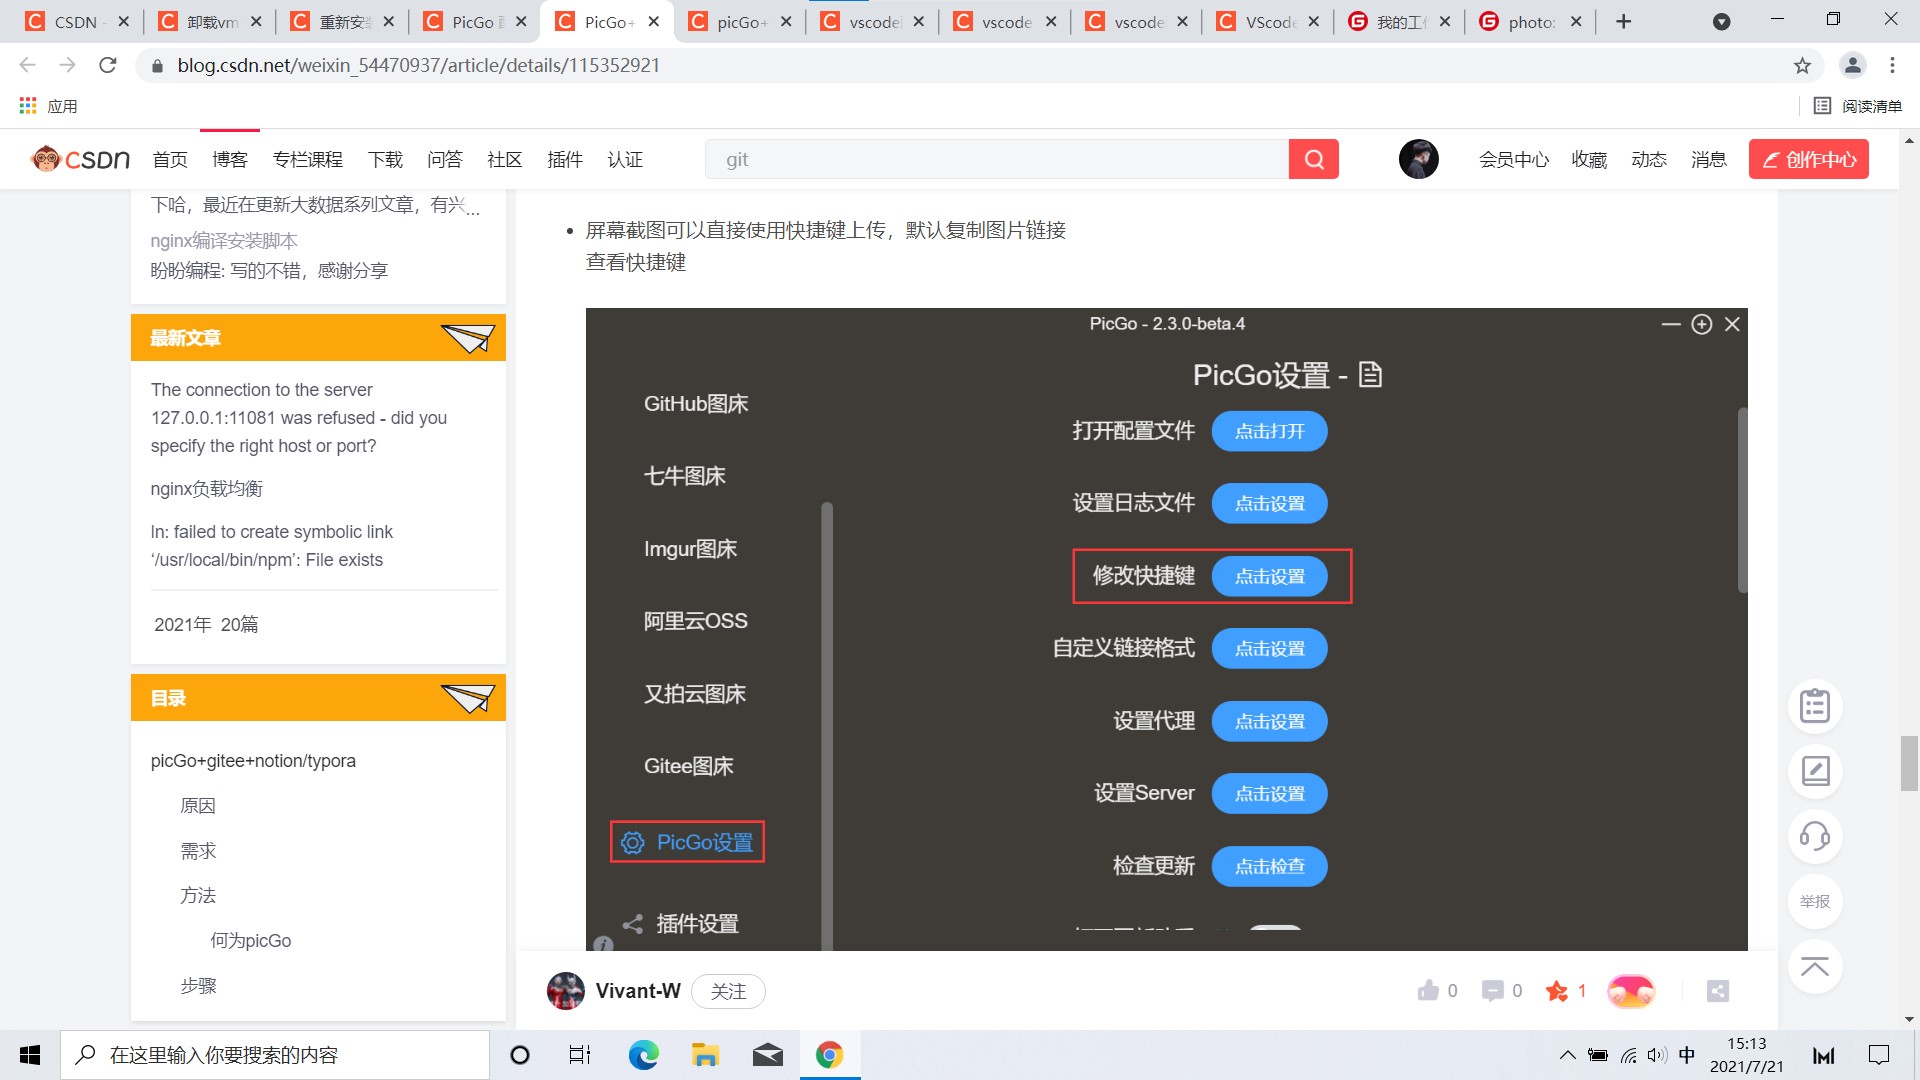 CSDN -
卸载vm
重新安装
PicGo 
PicGo+
picGo+
vscode
vscode
vscode
VScode
我的工作
photo:
blog.csdn.net/weixin_54470937/article/details/115352921
应用
阅读清单
CSDN
首页
博客
专栏课程
下载
问答
社区
插件
认证
git
会员中心
收藏
动态
消息
创作中心
下哈，最近在更新大数据系列文章，有兴...
nginx编译安装脚本
盼盼编程: 写的不错，感谢分享
最新文章
The connection to the server
127.0.0.1:11081 was refused - did you
specify the right host or port?
nginx负载均衡
ln: failed to create symbolic link
‘/usr/local/bin/npm’: File exists
2021年 20篇
目录
picGo+gitee+notion/typora
原因
需求
方法
何为picGo
步骤
屏幕截图可以直接使用快捷键上传，默认复制图片链接
查看快捷键
PicGo - 2.3.0-beta.4
GitHub图床
七牛图床
Imgur图床
阿里云OSS
又拍云图床
Gitee图床
PicGo设置
插件设置
PicGo设置 -
打开配置文件 点击打开
设置日志文件 点击设置
修改快捷键 点击设置
自定义链接格式 点击设置
设置代理 点击设置
设置Server 点击设置
检查更新 点击检查
Vivant-W
关注
0
0
1
举报
在这里输入你要搜索的内容
中
15:13
2021/7/21